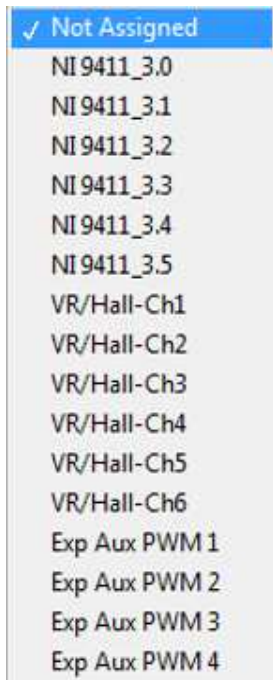 ✓ Not Assigned
NI 9411_3.0
NI 9411_3.1
NI 9411_3.2
NI 9411_3.3
NI 9411_3.4
NI 9411_3.5
VR/Hall-Ch1
VR/Hall-Ch2
VR/Hall-Ch3
VR/Hall-Ch4
VR/Hall-Ch5
VR/Hall-Ch6
Exp Aux PWM 1
Exp Aux PWM 2
Exp Aux PWM 3
Exp Aux PWM 4